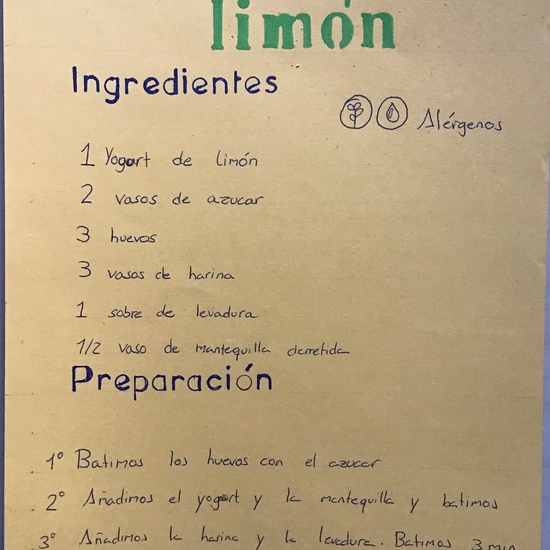 limón
Ingredientes
Alérgenos
1 Yogurt de limón
2 vasos de azucar
3 huevos
3 vasos de harina
1 sobre de levadura
1/2 vaso de mantequilla derretida
Preparación
1º Batimos los huevos con el azucar
2º Añadimos el yogurt y la mantequilla y batimos
3º Añadimos la harina y la levadura. Batimos 3 min